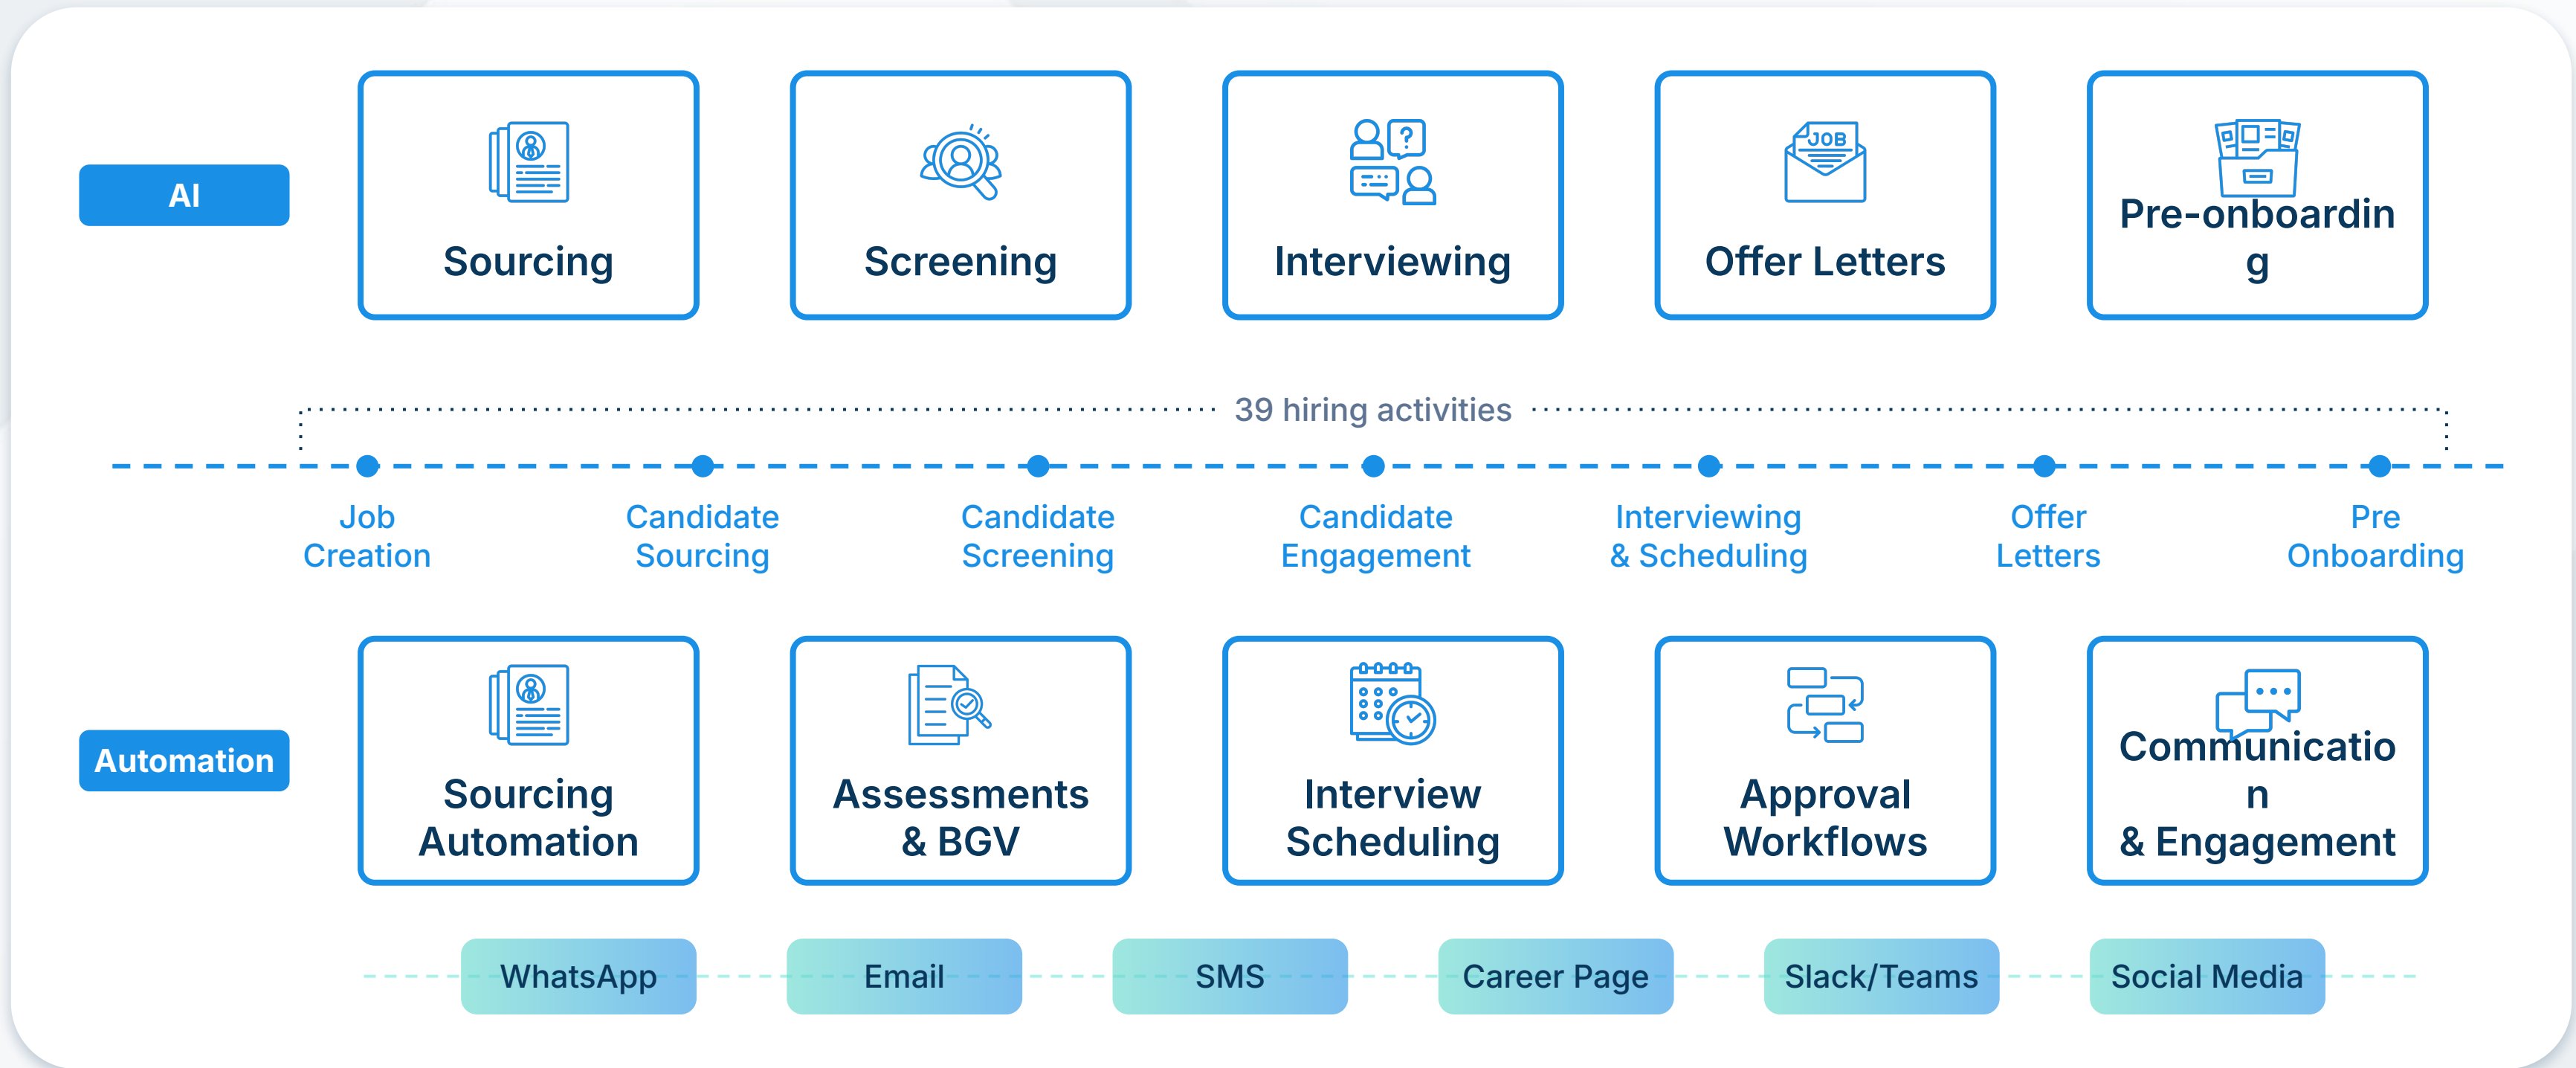 AI
Sourcing
Screening
?
Interviewing
JOB
Offer Letters
Pre-onboardin
g
39 hiring activities
Job
Creation
Candidate
Sourcing
Candidate
Screening
Candidate
Engagement
Interviewing
& Scheduling
Offer
Letters
Pre
Onboarding
Automation
Sourcing
Automation
Assessments
& BGV
Interview
Scheduling
Approval
Workflows
Communicatio
n
& Engagement
WhatsApp
Email
SMS
Career Page
Slack/Teams
Social Media